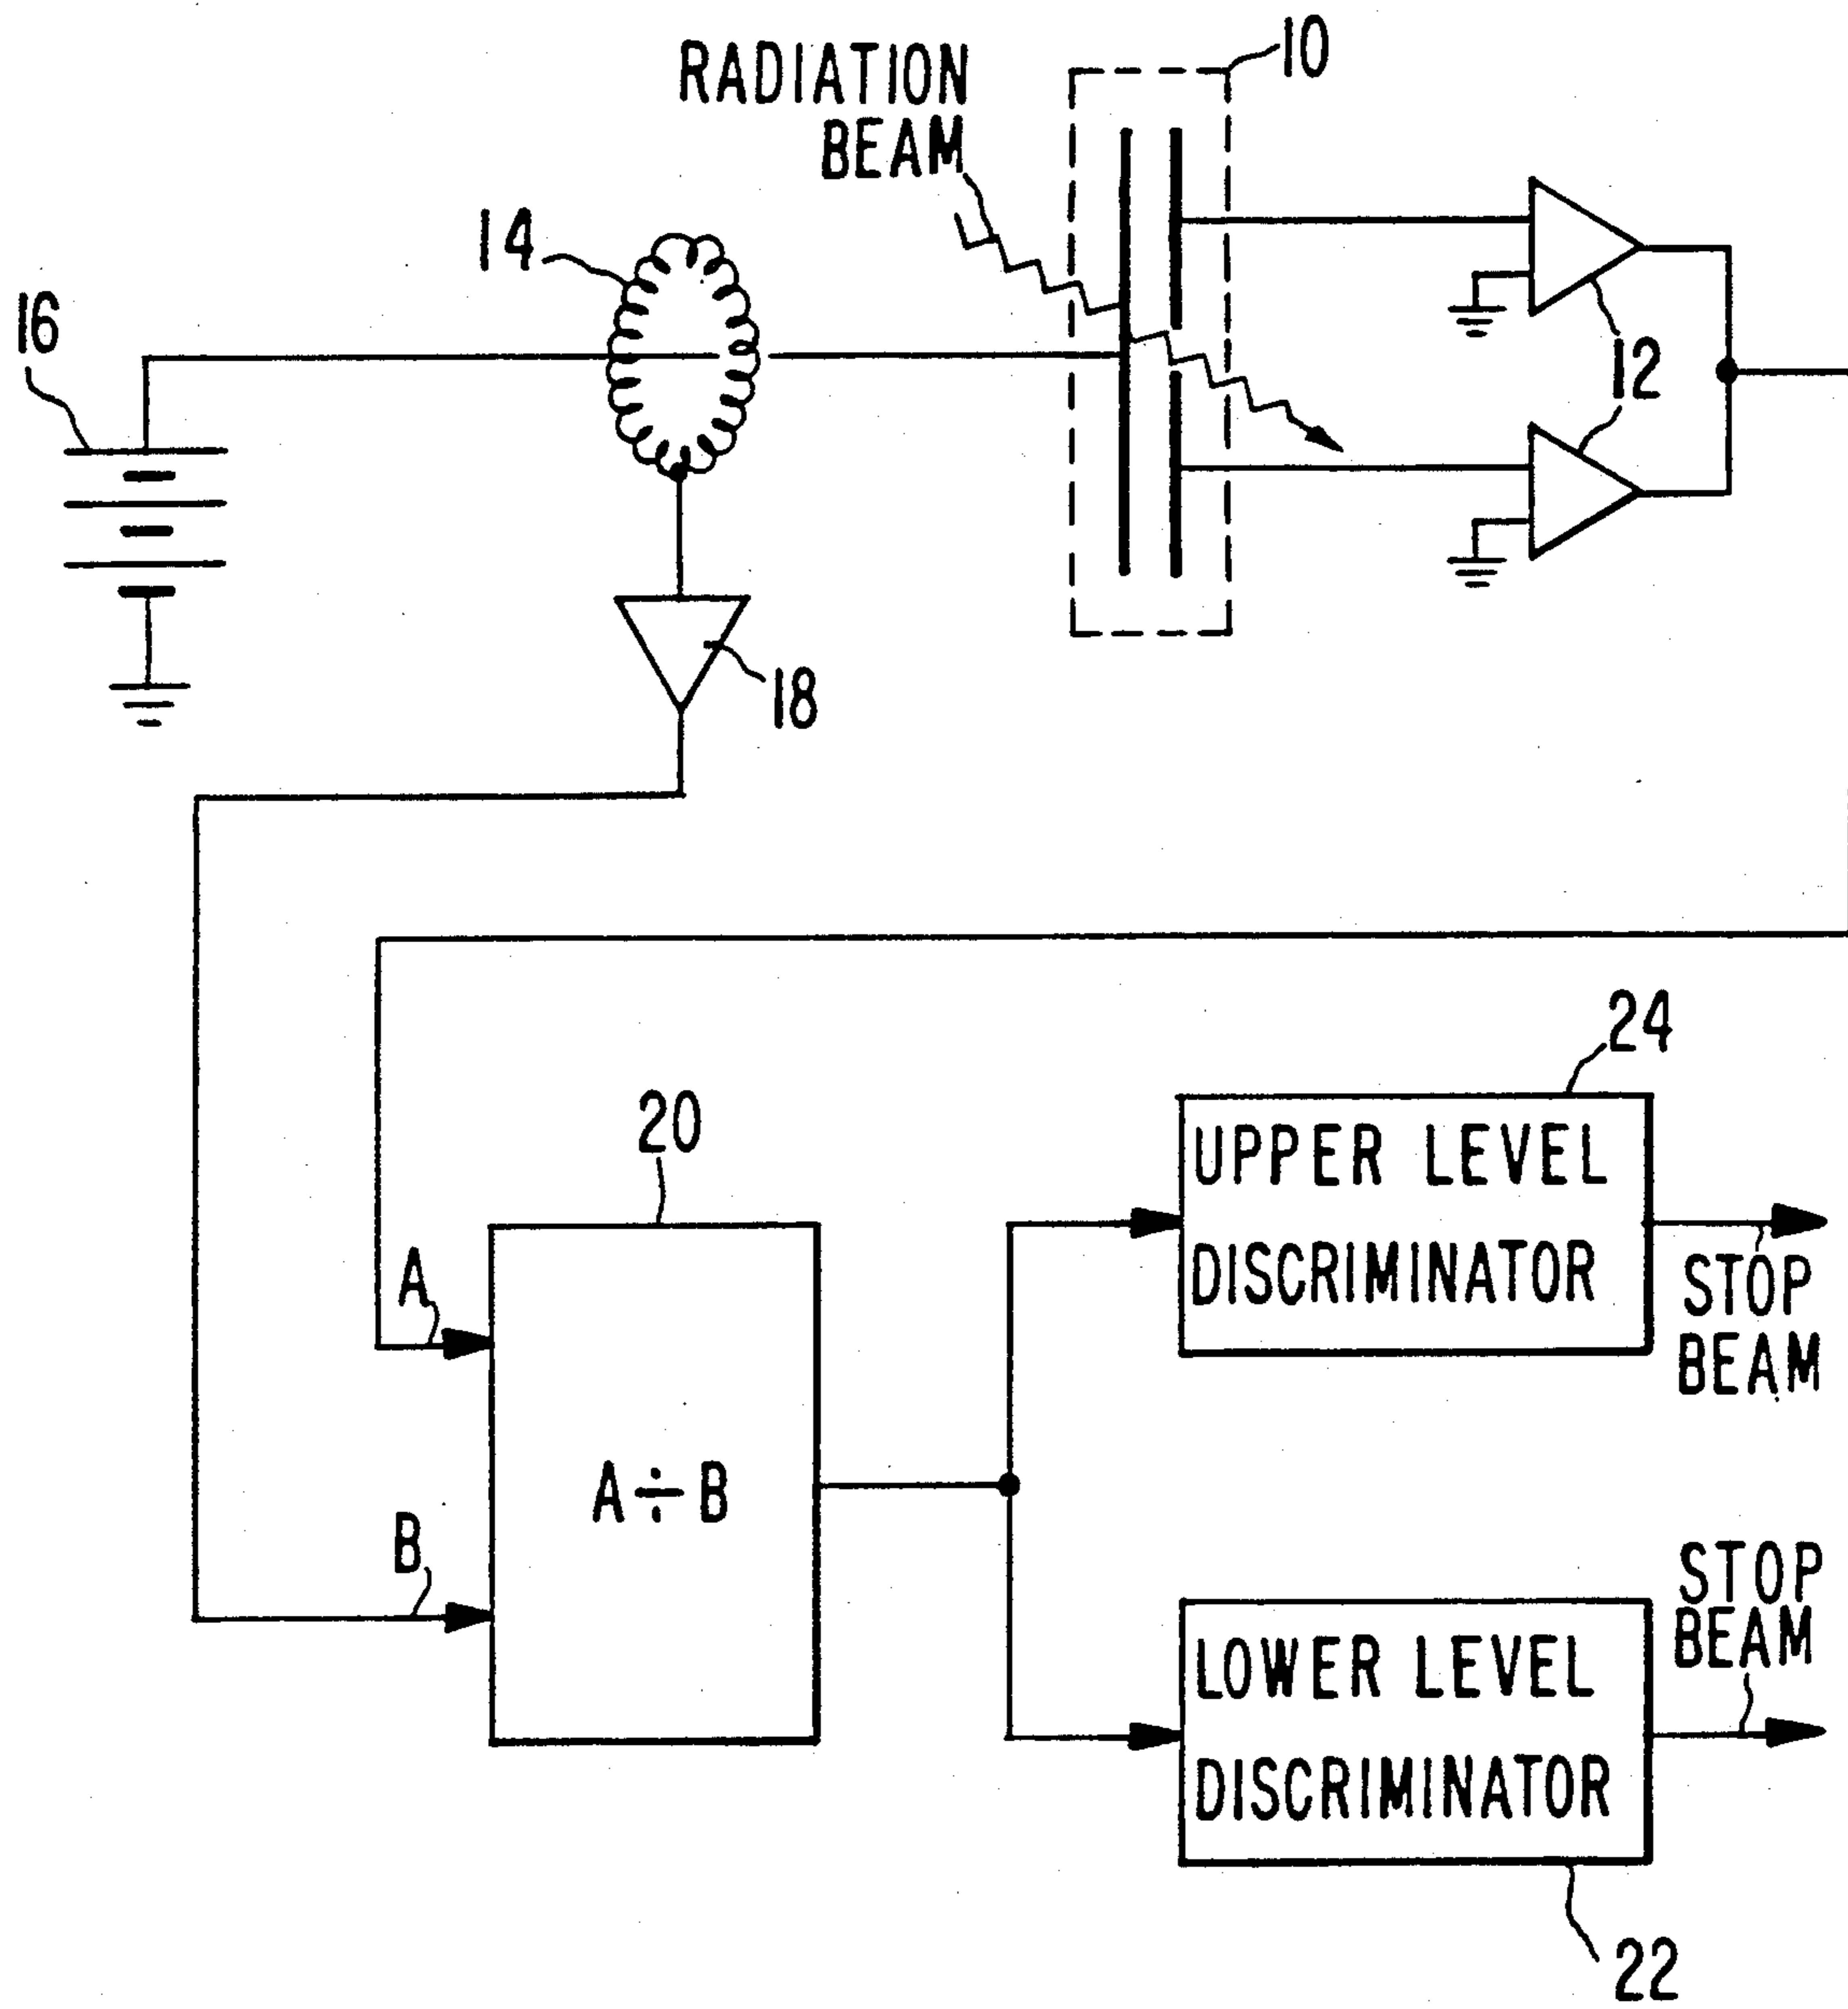 RADIATION
BEAM
10
14
16
12
18
24
UPPER LEVEL
DISCRIMINATOR
STOP
BEAM
20
A
A ÷ B
B
STOP
BEAM
LOWER LEVEL
DISCRIMINATOR
22